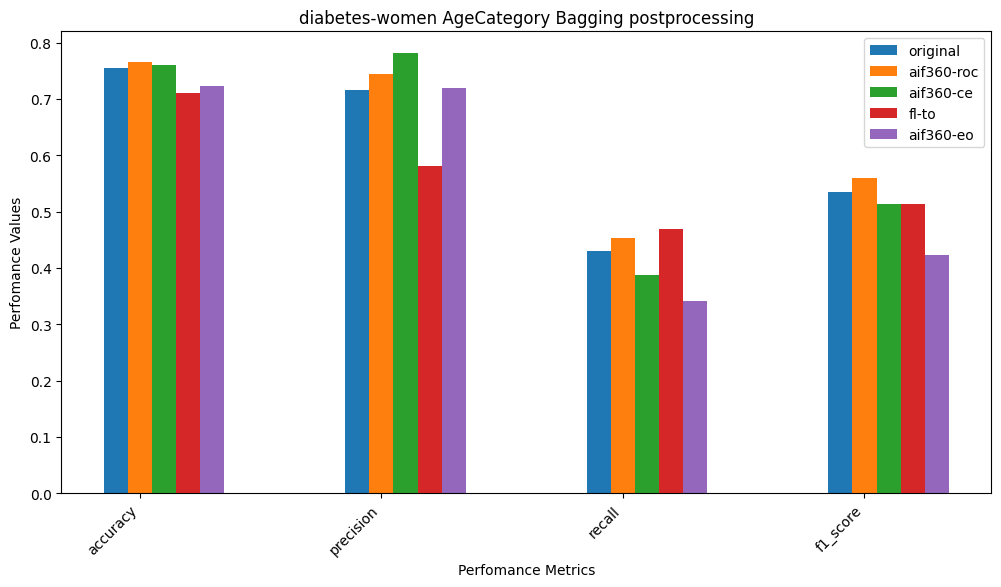 diabetes-women AgeCategory Bagging postprocessing
original
aif360-roc
aif360-ce
fl-to
aif360-eo
Perfomance Values
0.8
0.7
0.6
0.5
0.4
0.3
0.2
0.1
0.0
accuracy
precision
recall
f1_score
Perfomance Metrics